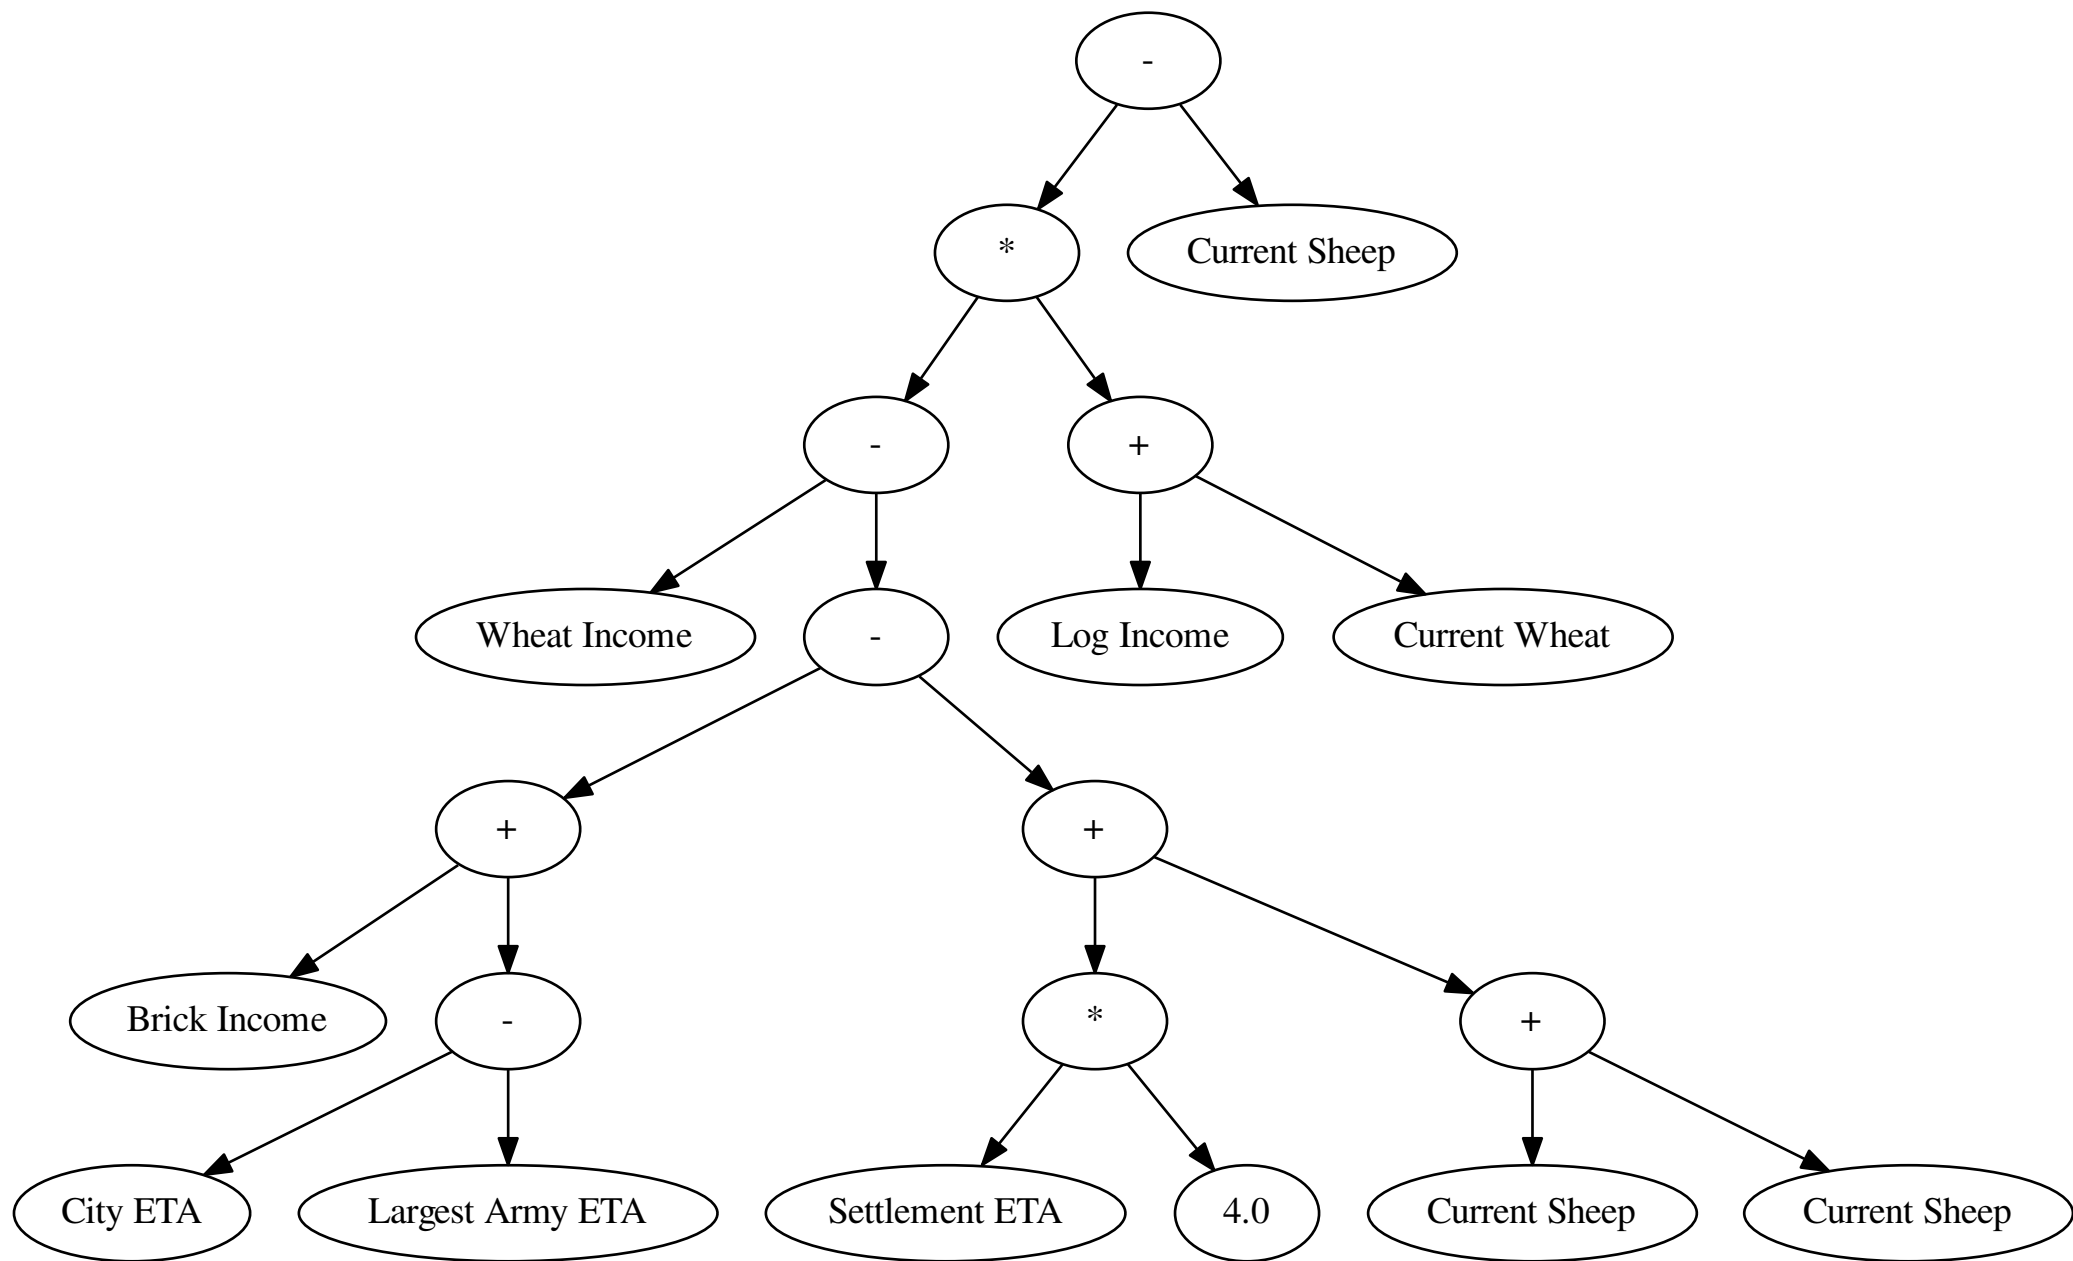 -
*
Current Sheep
-
+
Wheat Income
-
Log Income
Current Wheat
+
+
Brick Income
-
*
+
City ETA
Largest Army ETA
Settlement ETA
4.0
Current Sheep
Current Sheep